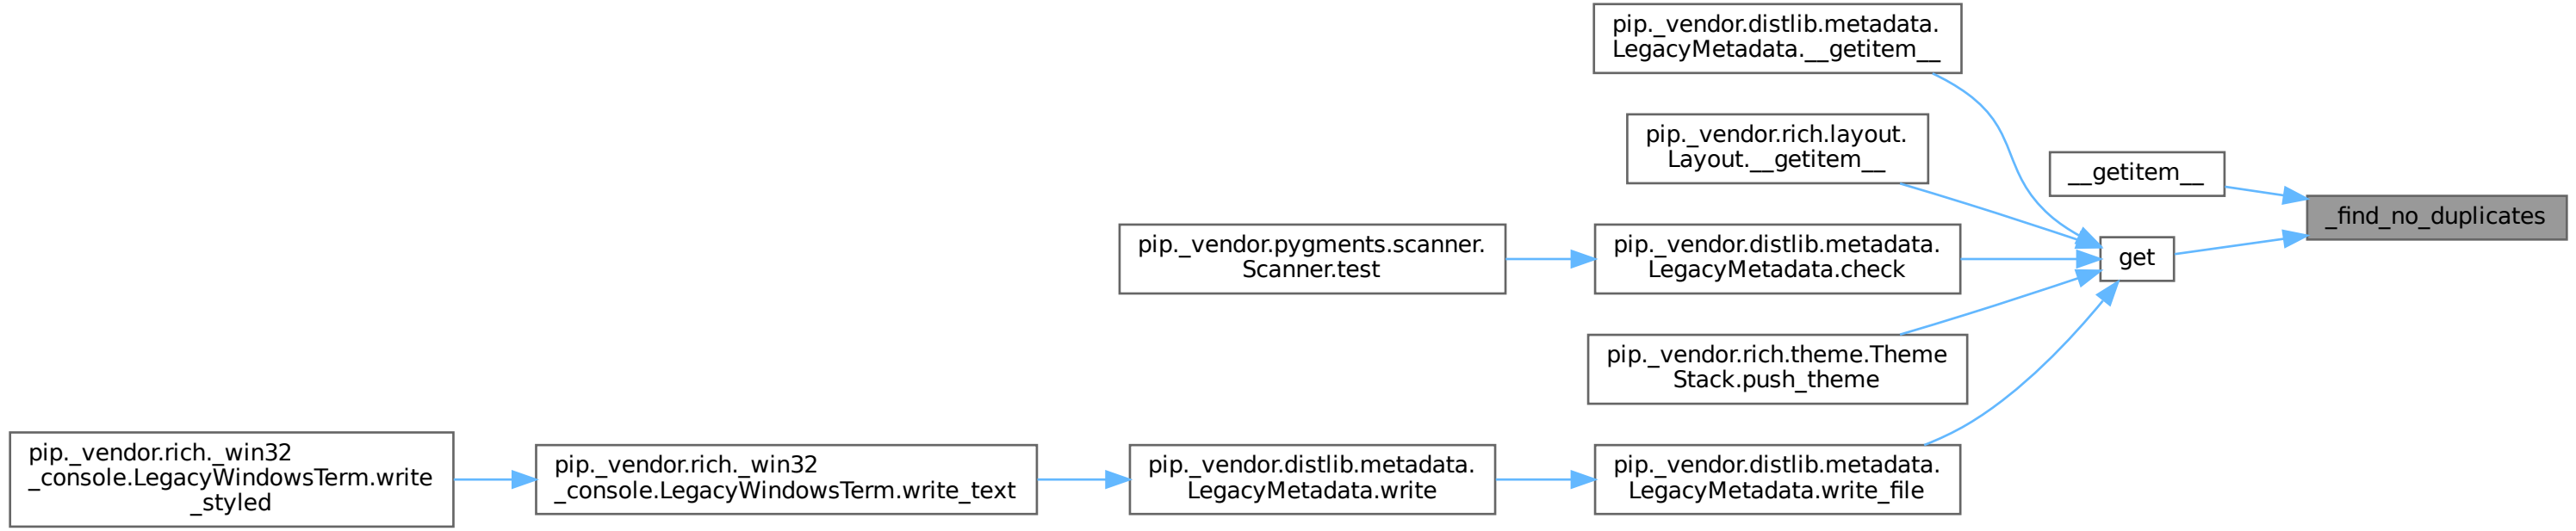 pip._vendor.distlib.metadata.
LegacyMetadata.__getitem__
pip._vendor.rich.layout.
Layout.__getitem__
__getitem__
_find_no_duplicates
pip._vendor.pygments.scanner.
Scanner.test
pip._vendor.distlib.metadata.
LegacyMetadata.check
get
pip._vendor.rich.theme.Theme
Stack.push_theme
pip._vendor.rich._win32
_console.LegacyWindowsTerm.write
_styled
pip._vendor.rich._win32
_console.LegacyWindowsTerm.write_text
pip._vendor.distlib.metadata.
LegacyMetadata.write
pip._vendor.distlib.metadata.
LegacyMetadata.write_file